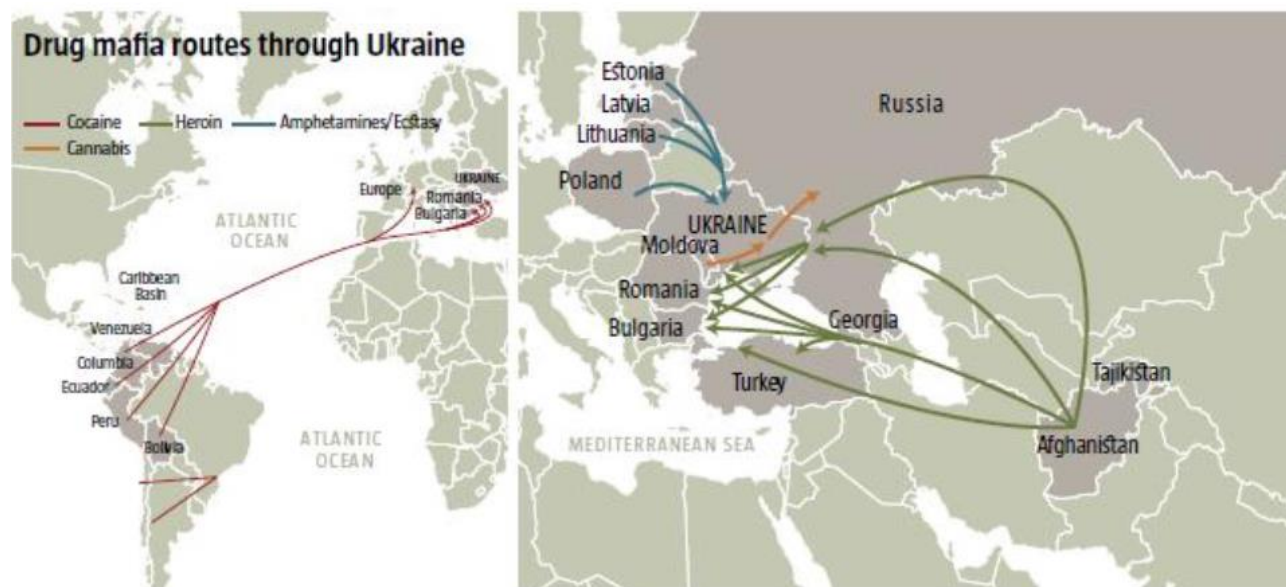 Drug mafia routes through Ukraine
Cocaine
Heroin
Amphetamines/Ecstasy
Cannabis
Europe
UKRAINE
Romania
Bulgaria
ATLANTIC
OCEAN
Caribbean
Basin
Venezuela
Columbia
Ecuador
Peru
Bolivia
ATLANTIC
OCEAN
Estonia
Latvia
Lithuania
Russia
Poland
UKRAINE
Moldova
Romania
Bulgaria
Georgia
Turkey
Tajikistan
MEDITERRANEAN SEA
Afghanistan